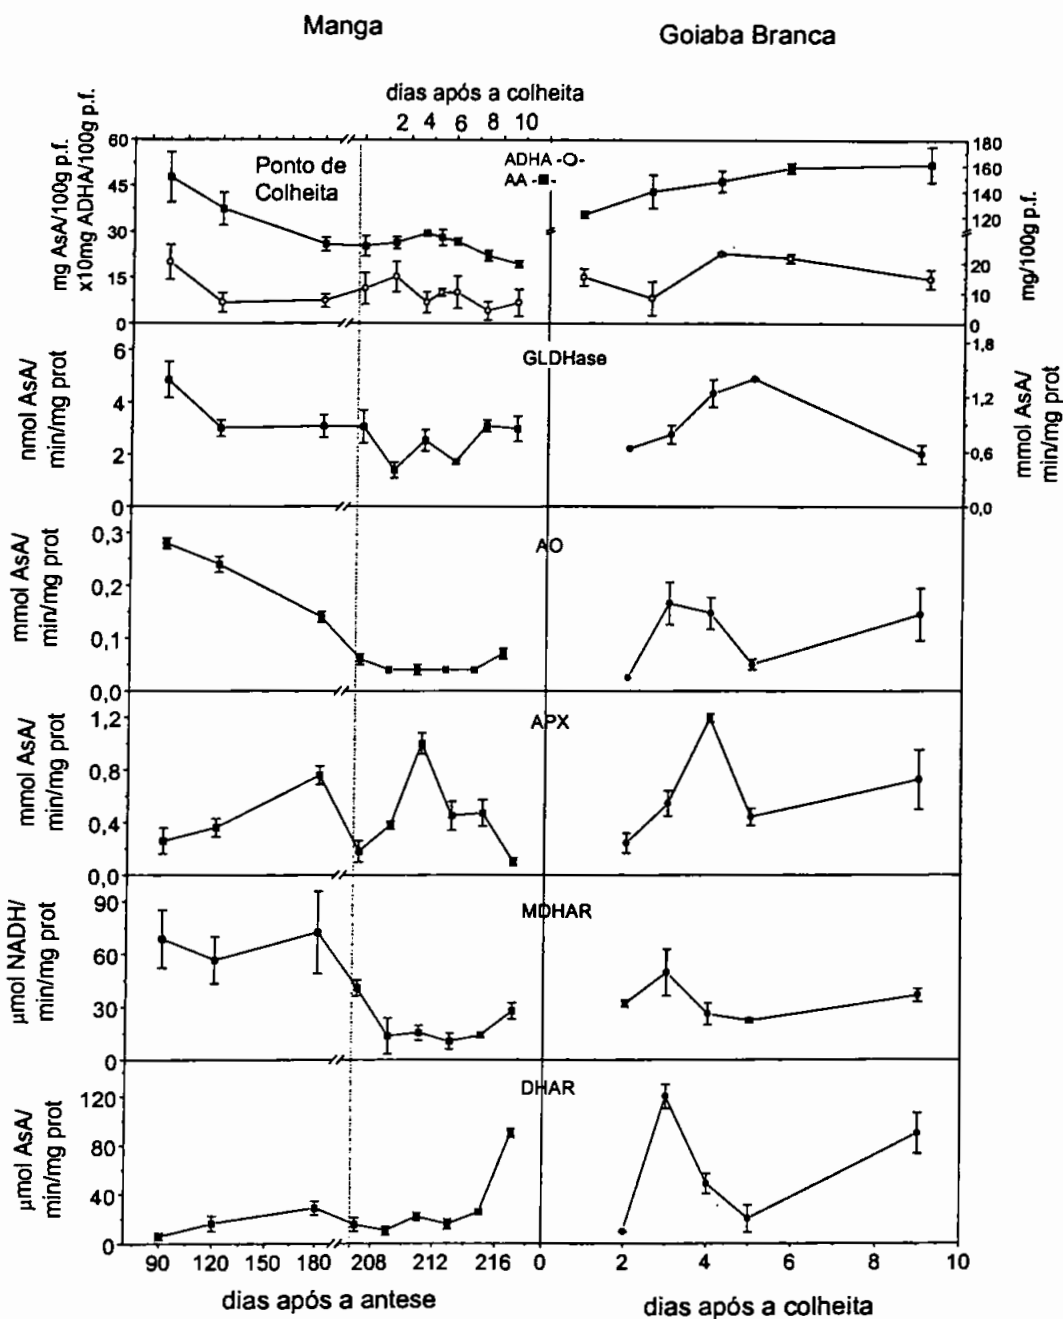 Manga
Goiaba Branca
dias após a colheita
2 4 6 8 10
mg AsA/100g p.f.
x10mg ADHA/100g p.f.
60
45
30
15
0
Ponto de
Colheita
ADHA -O-
AA -■-
180
160
140
120
20
10
0
mg/100g p.f.
nmol AsA/
min/mg prot
6
4
2
0
GLDHase
1,8
1,2
0,6
0,0
mmol AsA/
min/mg prot
mmol AsA/
min/mg prot
0,3
0,2
0,1
0,0
AO
mmol AsA/
min/mg prot
1,2
0,8
0,4
0,0
APX
µmol NADH/
min/mg prot
90
60
30
0
MDHAR
µmol AsA/
min/mg prot
120
80
40
0
DHAR
90 120 150 180 208 212 216 0 2 4 6 8 10
dias após a antese
dias após a colheita